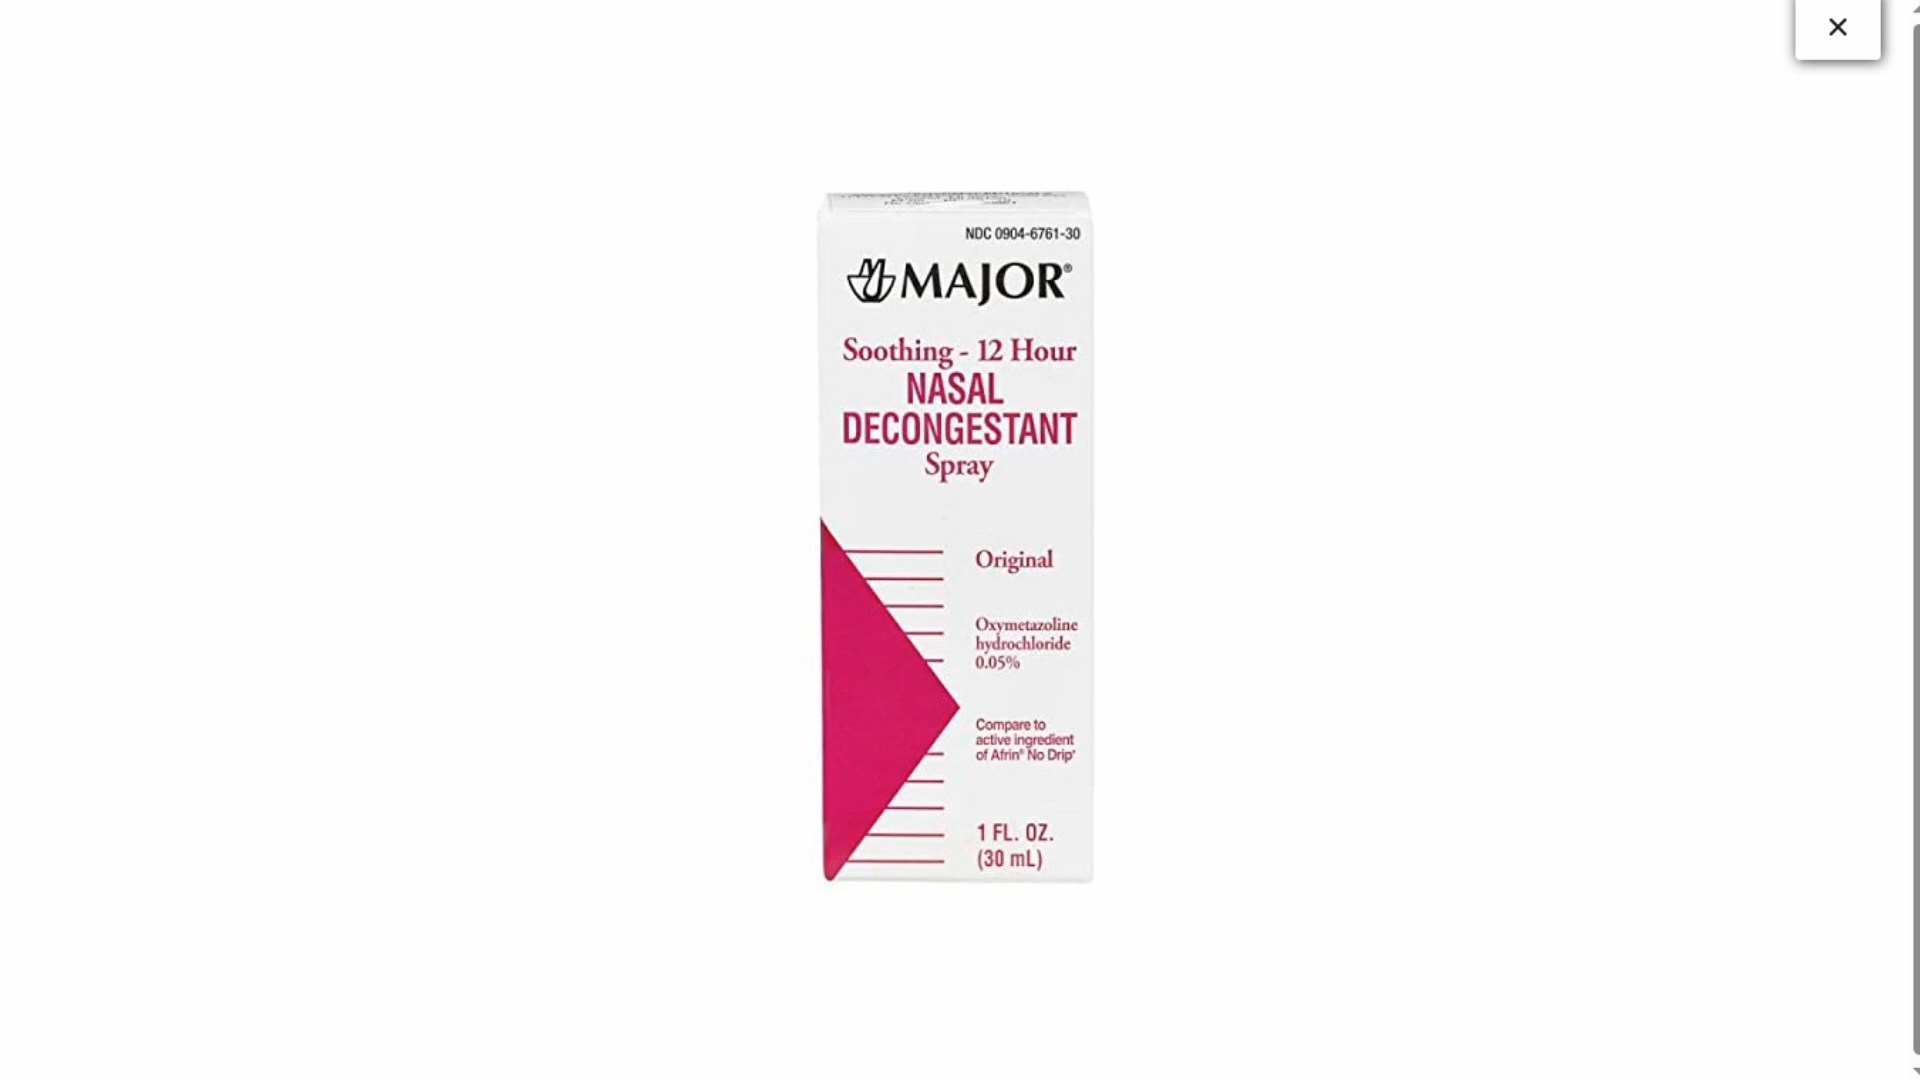 NDC 0904-6761-30
MAJOR®
Soothing - 12 Hour
NASAL
DECONGESTANT
Spray
Original
Oxymetazoline
hydrochloride
0.05%
Compare to
active ingredient
of Afrin® No Drip*
1 FL. OZ.
(30 mL)